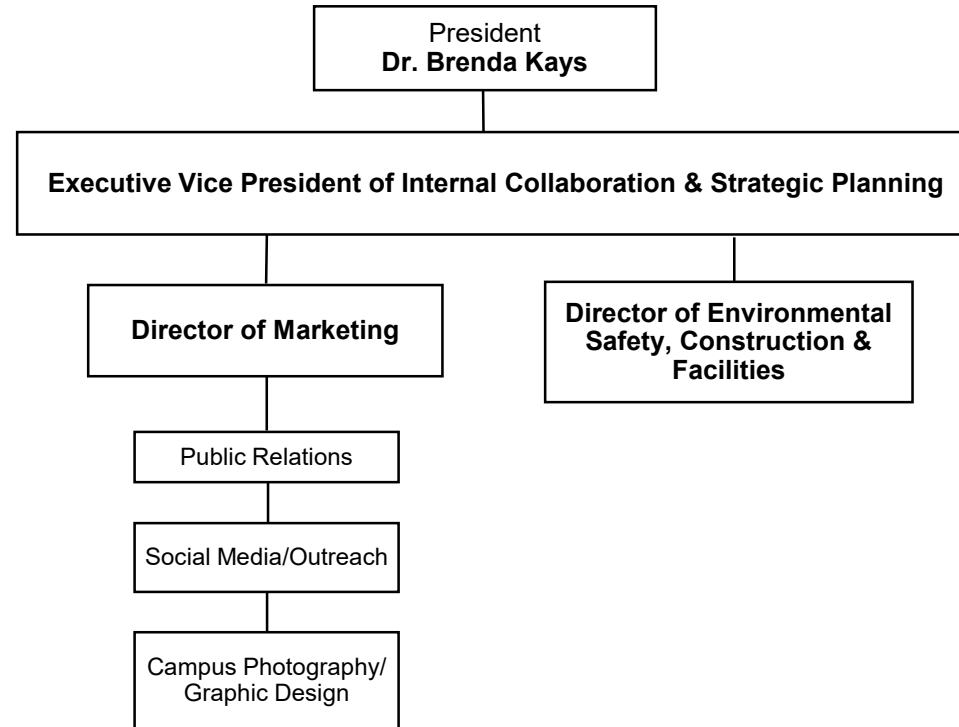 President
Dr. Brenda Kays
Executive Vice President of Internal Collaboration & Strategic Planning
Director of Marketing
Director of Environmental
Safety, Construction &
Facilities
Public Relations
Social Media/Outreach
Campus Photography/
Graphic Design